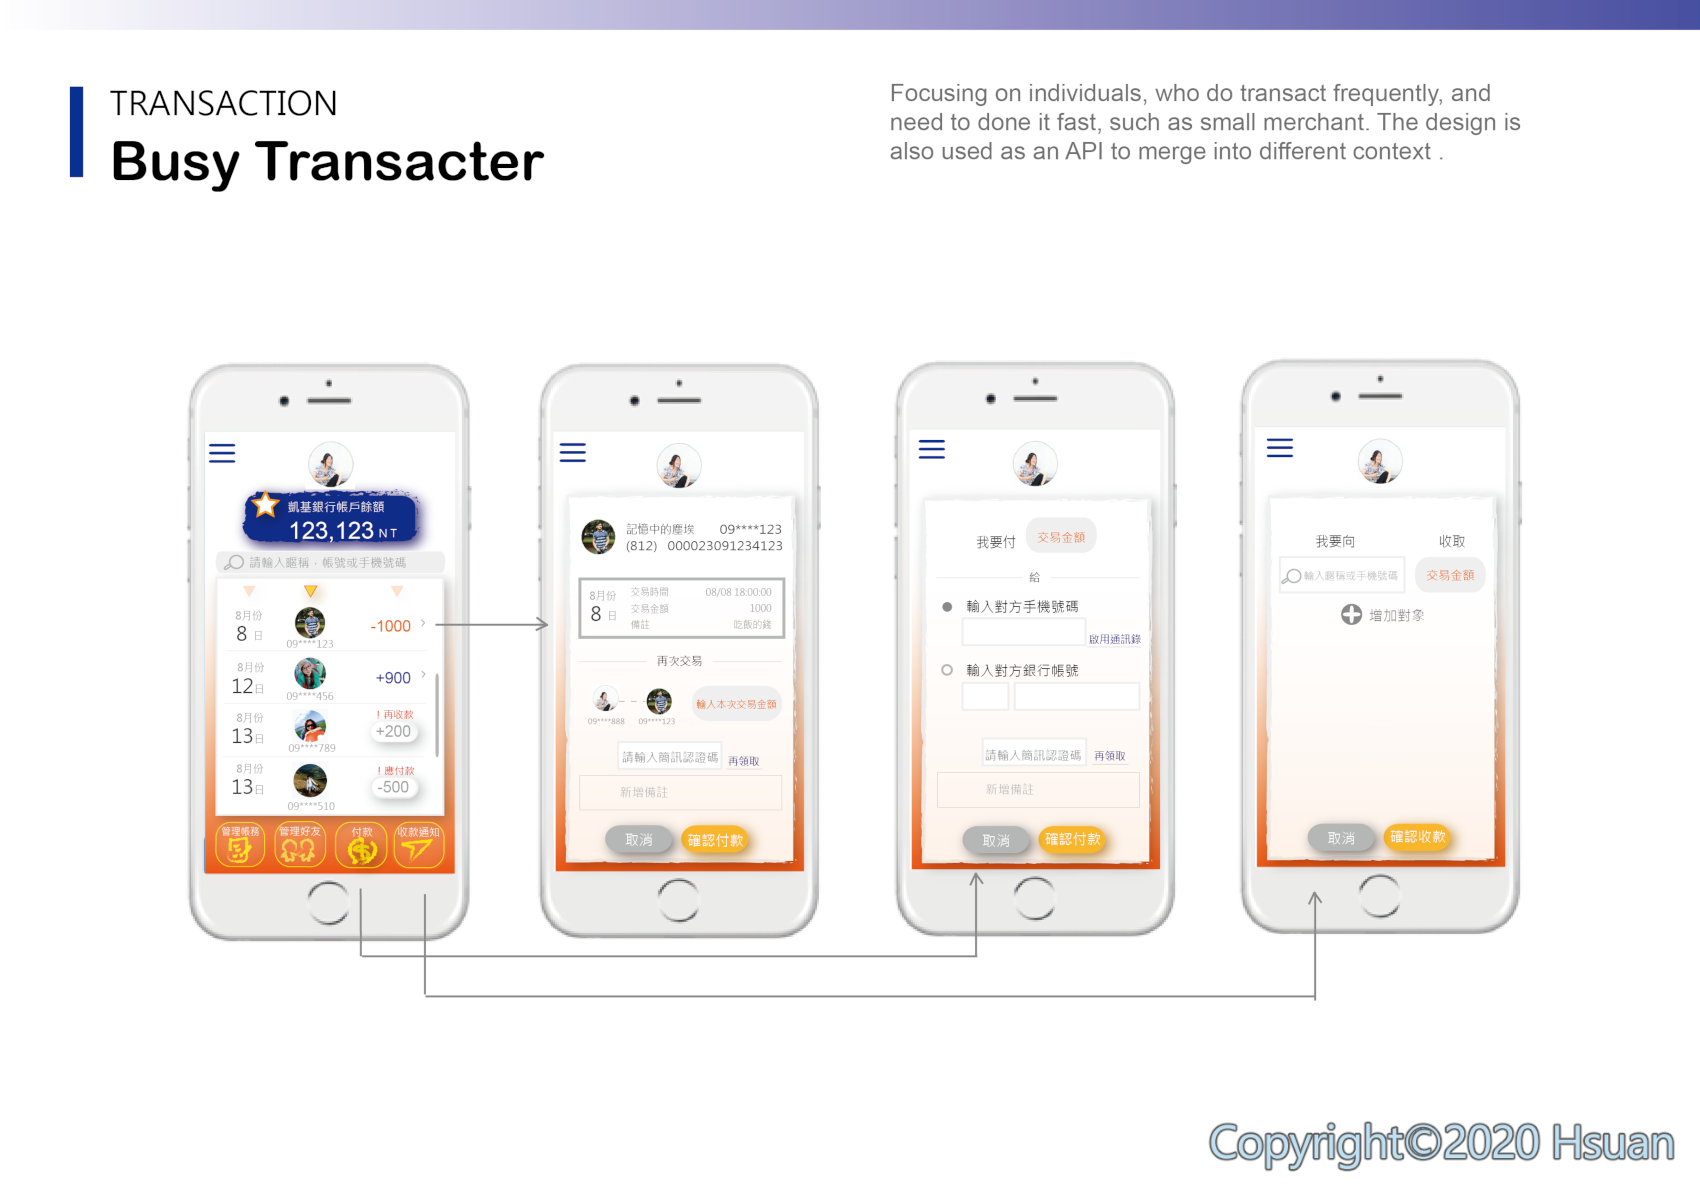 TRANSACTION
Busy Transacter
Focusing on individuals, who do transact frequently, and
need to done it fast, such as small merchant. The design is
also used as an API to merge into different context .
凱基銀行帳戶餘額
123,123 NT
請輸入暱稱，帳號或手機號碼
8月份
8 日
-1000
09****123
8月份
12日
+900
09****456
8月份
13日
！再收款
+200
09****789
8月份
13日
！應付款
-500
09****510
管理帳務
管理好友
付款
收款通知
記憶中的塵埃 09****123
(812) 000023091234123
8月份
8 日
交易時間 08/08 18:00:00
交易金額 1000
備註 吃飯的錢
再次交易
09****888 09****123
輸入本次交易金額
請輸入簡訊認證碼 再領取
新增備註
取消 確認付款
我要付 交易金額
給
輸入對方手機號碼
啟用通訊錄
輸入對方銀行帳號
請輸入簡訊認證碼 再領取
新增備註
取消 確認付款
我要向 收取
輸入暱稱或手機號碼 交易金額
增加對象
取消 確認收款
Copyright©2020 Hsuan